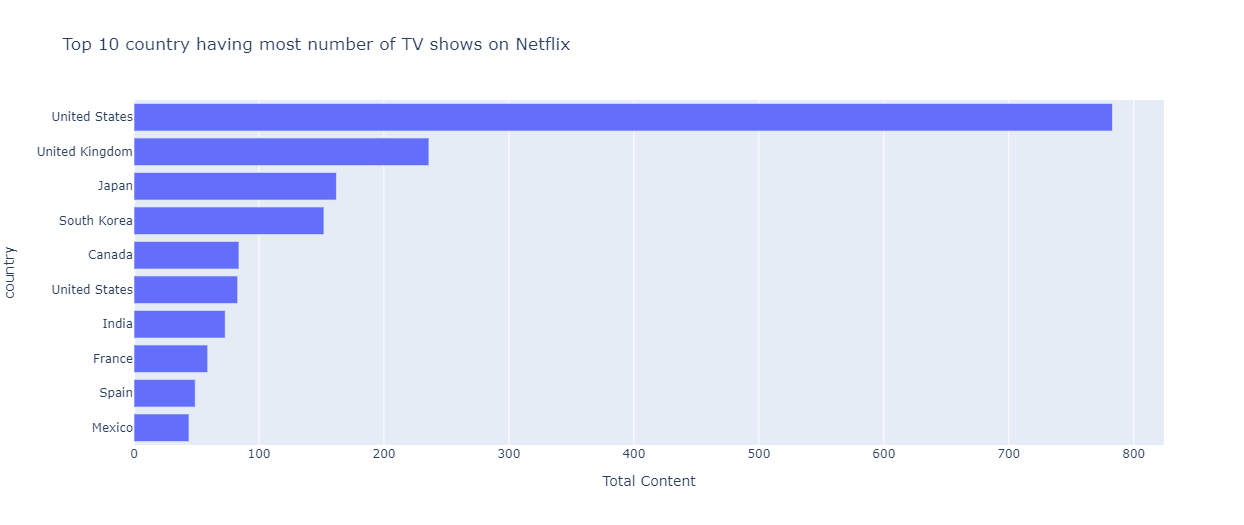 Top 10 country having most number of TV shows on Netflix
country
United States
United Kingdom
Japan
South Korea
Canada
United States
India
France
Spain
Mexico
0 100 200 300 400 500 600 700 800
Total Content